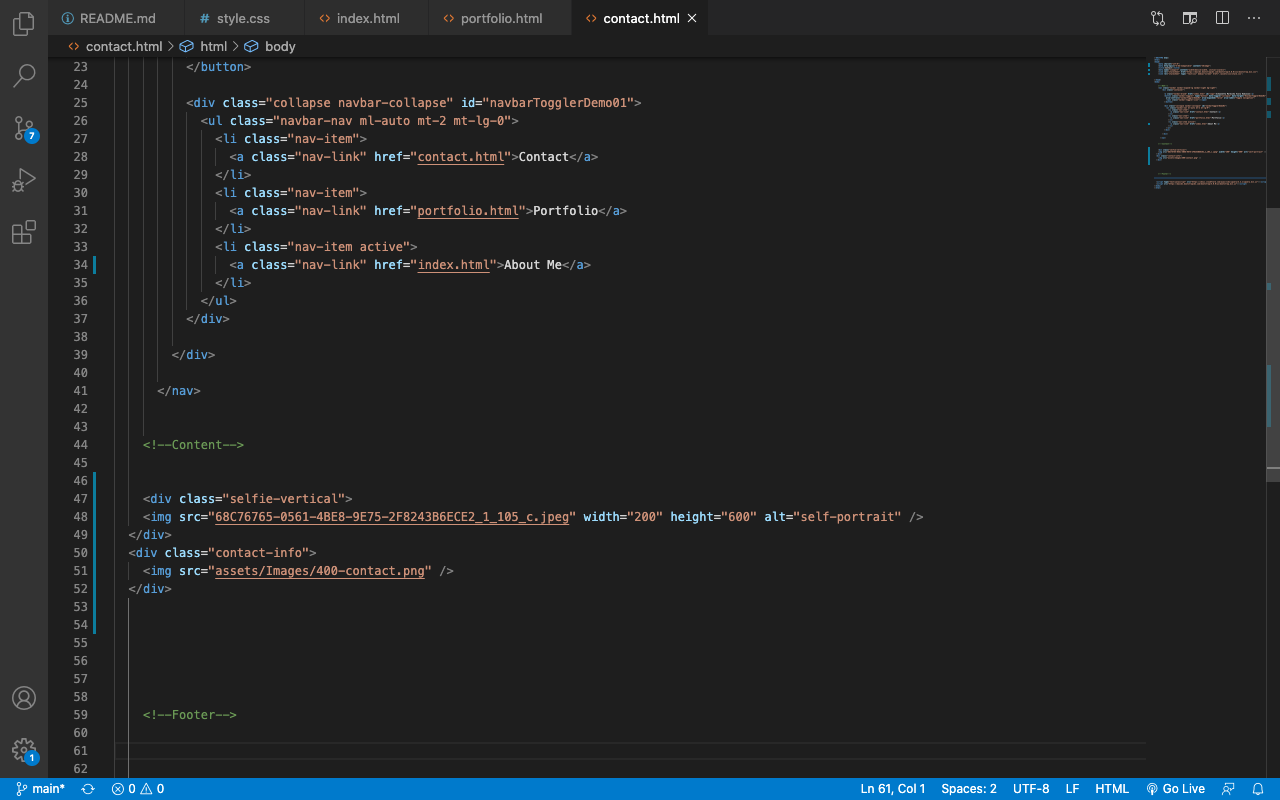 README.md # style.css index.html portfolio.html contact.html
contact.html > html > body
23 </button>
24
25 <div class="collapse navbar-collapse" id="navbarTogglerDemo01">
26 <ul class="navbar-nav ml-auto mt-2 mt-lg-0">
27 <li class="nav-item">
28 <a class="nav-link" href="contact.html">Contact</a>
29 </li>
30 <li class="nav-item">
31 <a class="nav-link" href="portfolio.html">Portfolio</a>
32 </li>
33 <li class="nav-item active">
34 <a class="nav-link" href="index.html">About Me</a>
35 </li>
36 </ul>
37 </div>
38
39 </div>
40
41 </nav>
42
43
44 <!--Content-->
45
46
47 <div class="selfie-vertical">
48 <img src="68C76765-0561-4BE8-9E75-2F8243B6ECE2_1_105_c.jpeg" width="200" height="600" alt="self-portrait" />
49 </div>
50 <div class="contact-info">
51 <img src="assets/Images/400-contact.png" />
52 </div>
53
54
55
56
57
58
59 <!--Footer-->
60
61
62
7
1
main* 0 0 Ln 61, Col 1 Spaces: 2 UTF-8 LF HTML Go Live